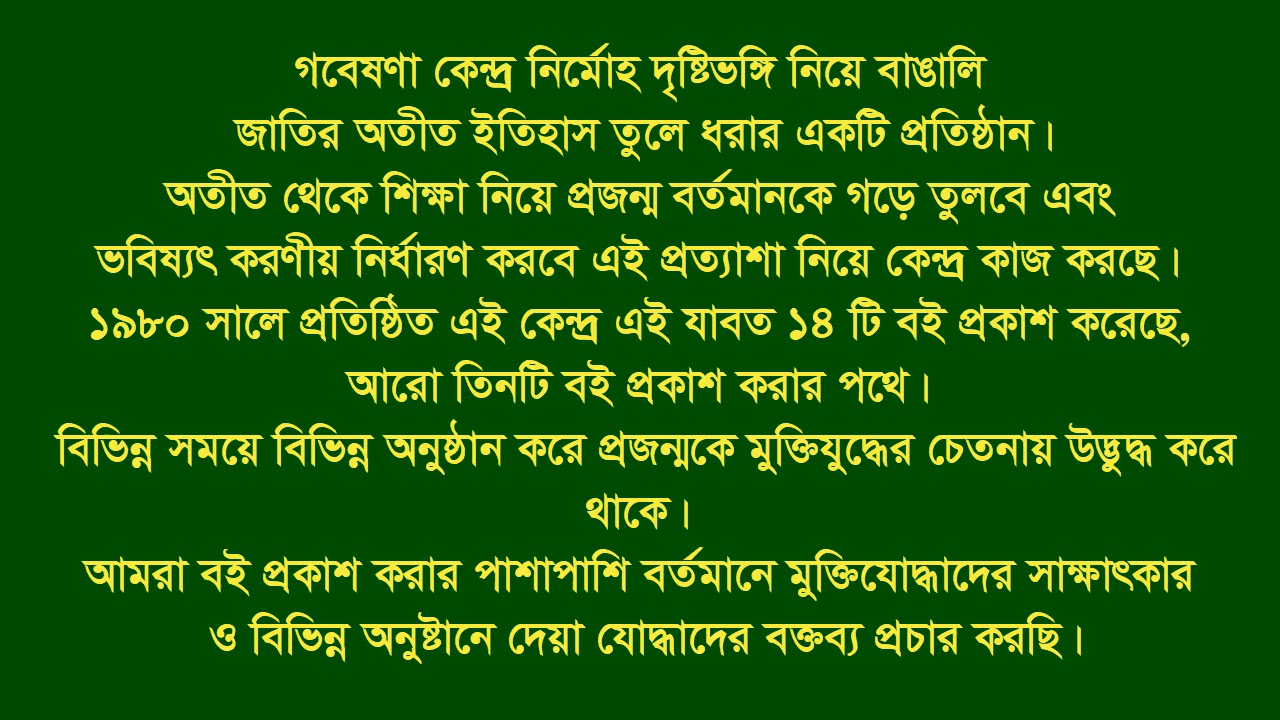 গবেষণা কেন্দ্র নির্মোহ দৃষ্টিভঙ্গি নিয়ে বাঙালি
জাতির অতীত ইতিহাস তুলে ধরার একটি প্রতিষ্ঠান।
অতীত থেকে শিক্ষা নিয়ে প্রজন্ম বর্তমানকে গড়ে তুলবে এবং
ভবিষ্যৎ করণীয় নির্ধারণ করবে এই প্রত্যাশা নিয়ে কেন্দ্র কাজ করছে।
১৯৮০ সালে প্রতিষ্ঠিত এই কেন্দ্র এই যাবত ১৪ টি বই প্রকাশ করেছে,
আরো তিনটি বই প্রকাশ করার পথে।
বিভিন্ন সময়ে বিভিন্ন অনুষ্ঠান করে প্রজন্মকে মুক্তিযুদ্ধের চেতনায় উদ্ভুদ্ধ করে
থাকে।
আমরা বই প্রকাশ করার পাশাপাশি বর্তমানে মুক্তিযোদ্ধাদের সাক্ষাৎকার
ও বিভিন্ন অনুষ্টানে দেয়া যোদ্ধাদের বক্তব্য প্রচার করছি।